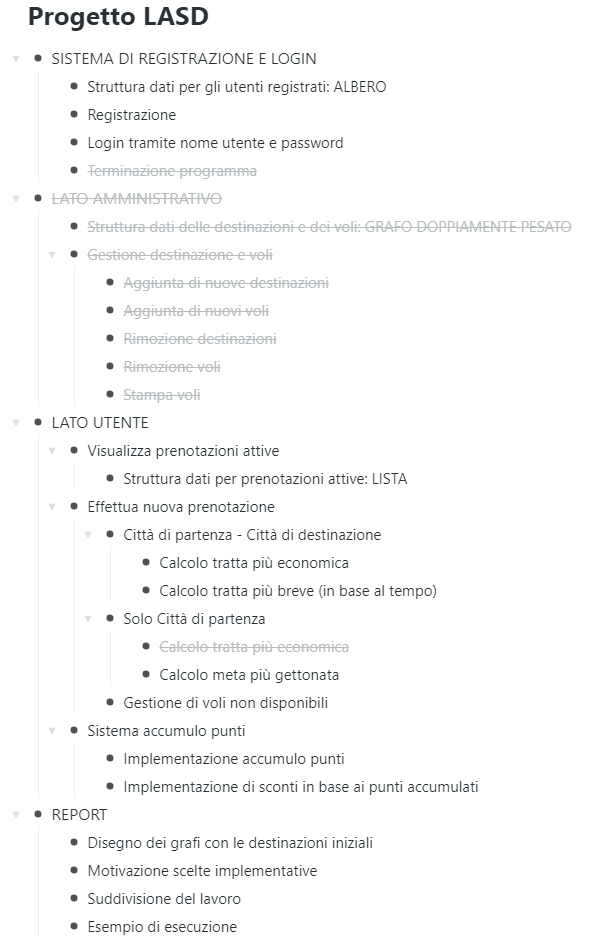 Progetto LASD
SISTEMA DI REGISTRAZIONE E LOGIN
Struttura dati per gli utenti registrati: ALBERO
Registrazione
Login tramite nome utente e password
Terminazione programma
LATO AMMINISTRATIVO
Struttura dati delle destinazioni e dei voli: GRAFO DOPPIAMENTE PESATO
Gestione destinazione e voli
Aggiunta di nuove destinazioni
Aggiunta di nuovi voli
Rimozione destinazioni
Rimozione voli
Stampa voli
LATO UTENTE
Visualizza prenotazioni attive
Struttura dati per prenotazioni attive: LISTA
Effettua nuova prenotazione
Città di partenza - Città di destinazione
Calcolo tratta più economica
Calcolo tratta più breve (in base al tempo)
Solo Città di partenza
Calcolo tratta più economica
Calcolo meta più gettonata
Gestione di voli non disponibili
Sistema accumulo punti
Implementazione accumulo punti
Implementazione di sconti in base ai punti accumulati
REPORT
Disegno dei grafi con le destinazioni iniziali
Motivazione scelte implementative
Suddivisione del lavoro
Esempio di esecuzione